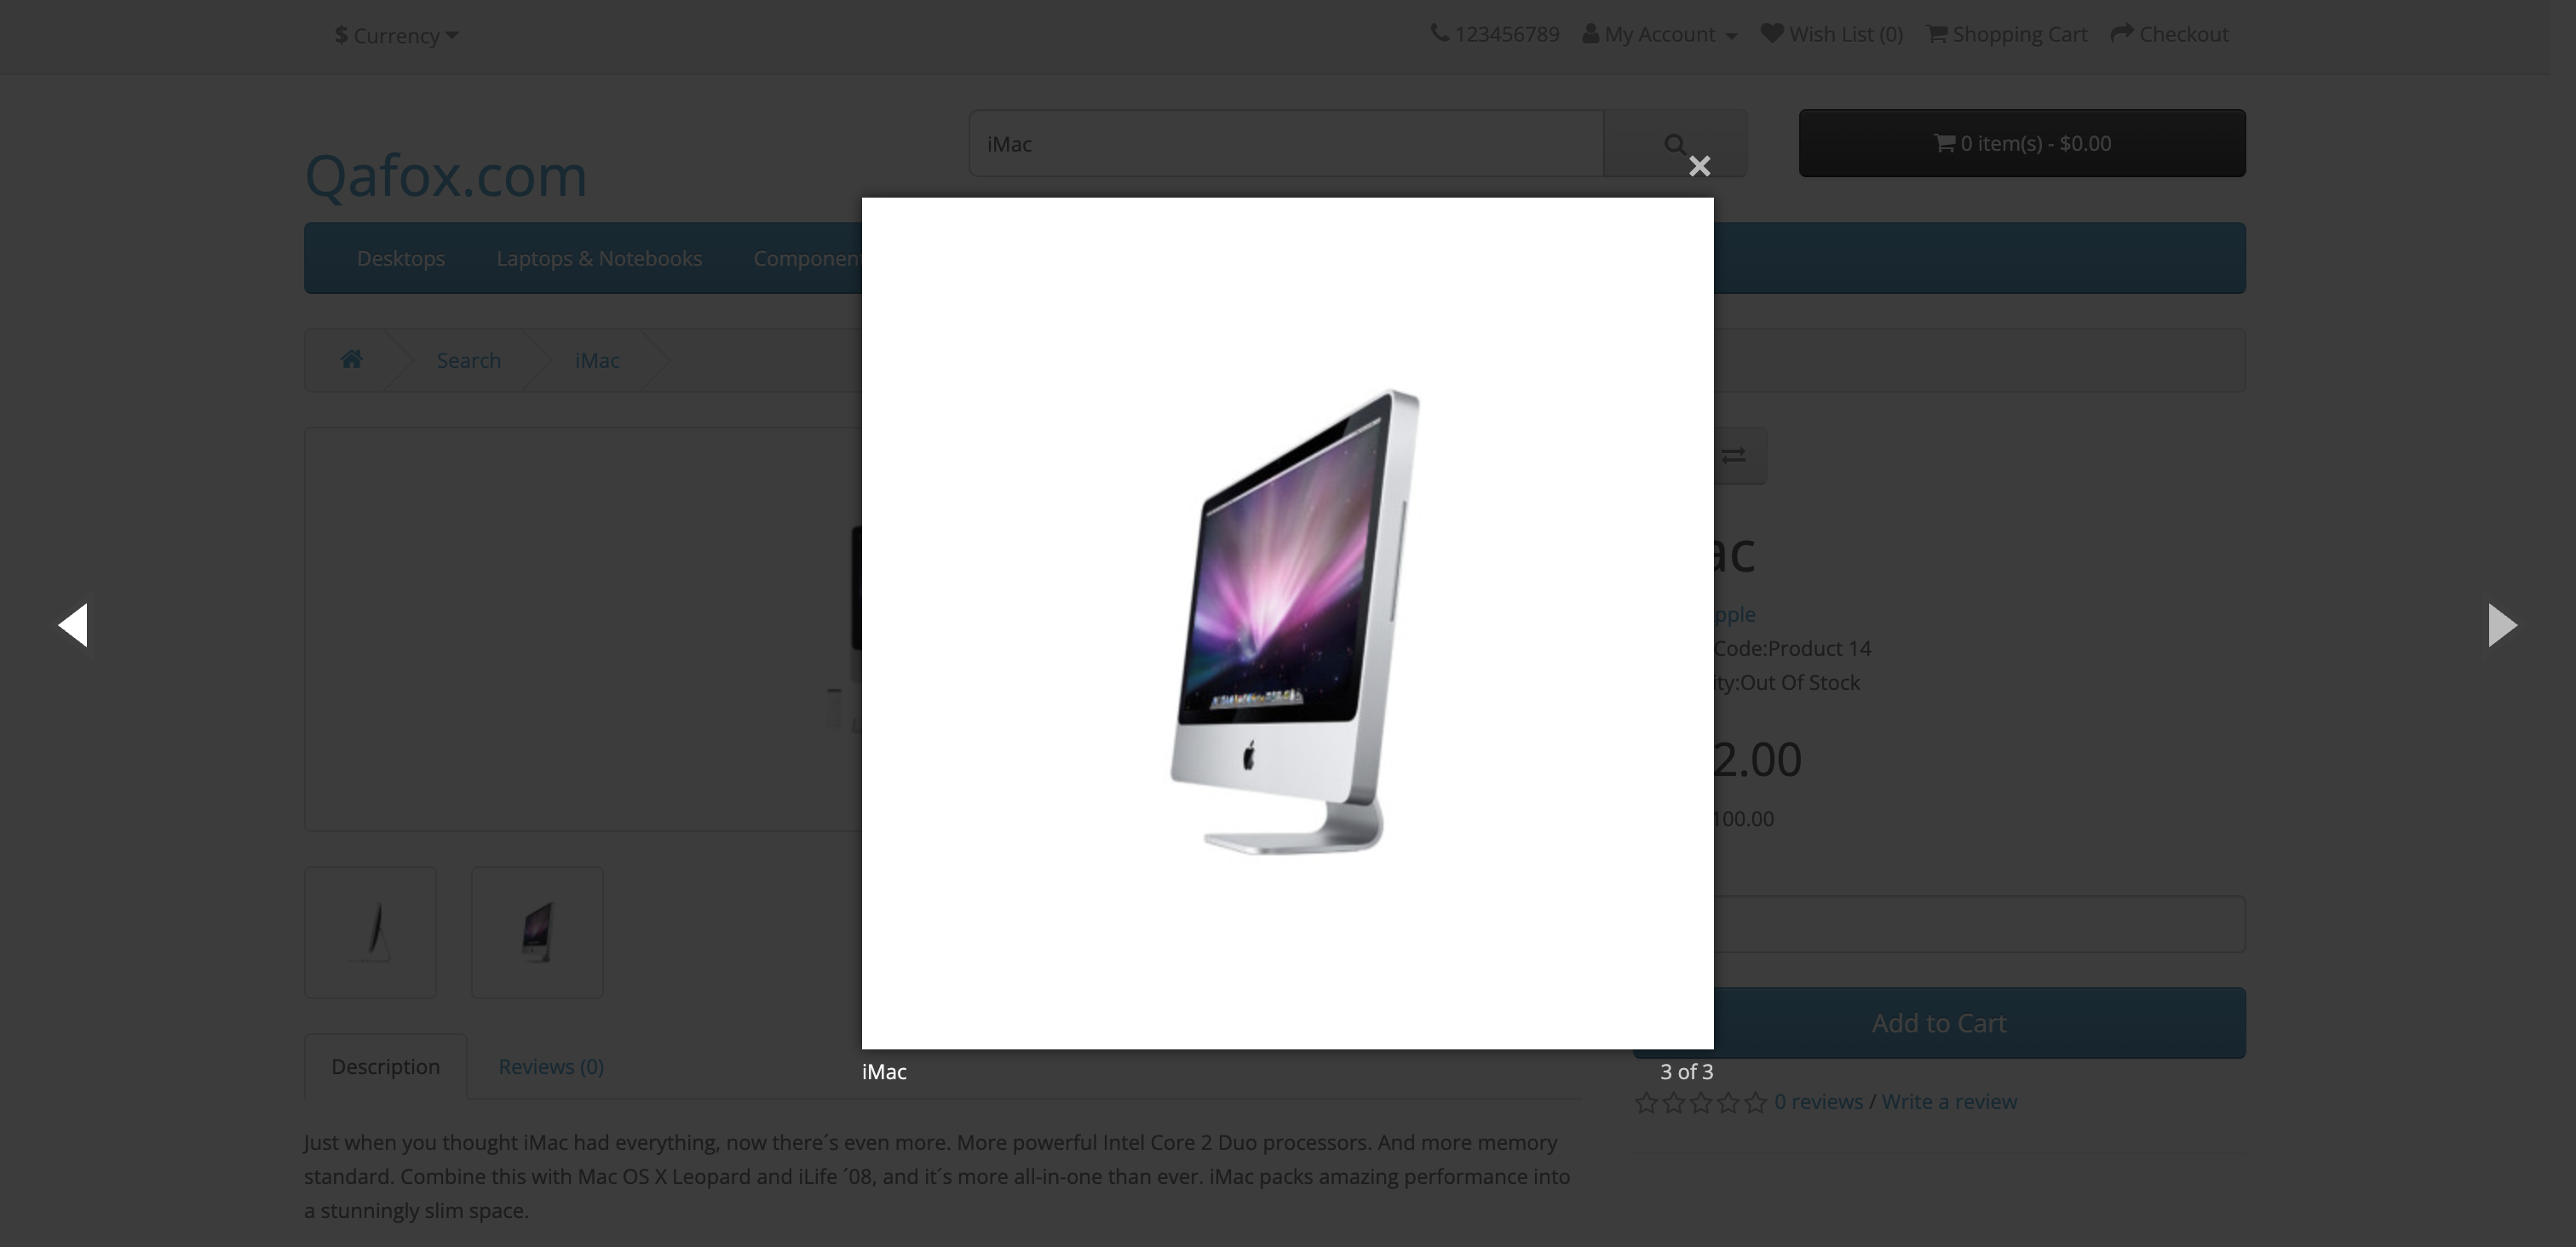 $ Currency
123456789 My Account Wish List (0) Shopping Cart Checkout
Qafox.com
iMac
0 item(s) - $0.00
Desktops Laptops & Notebooks Componen
Search iMac
ac
pple
Code:Product 14
ity:Out Of Stock
2.00
100.00
Add to Cart
iMac
3 of 3
0 reviews / Write a review
Description Reviews (0)
Just when you thought iMac had everything, now there´s even more. More powerful Intel Core 2 Duo processors. And more memory
standard. Combine this with Mac OS X Leopard and iLife ´08, and it´s more all-in-one than ever. iMac packs amazing performance into
a stunningly slim space.